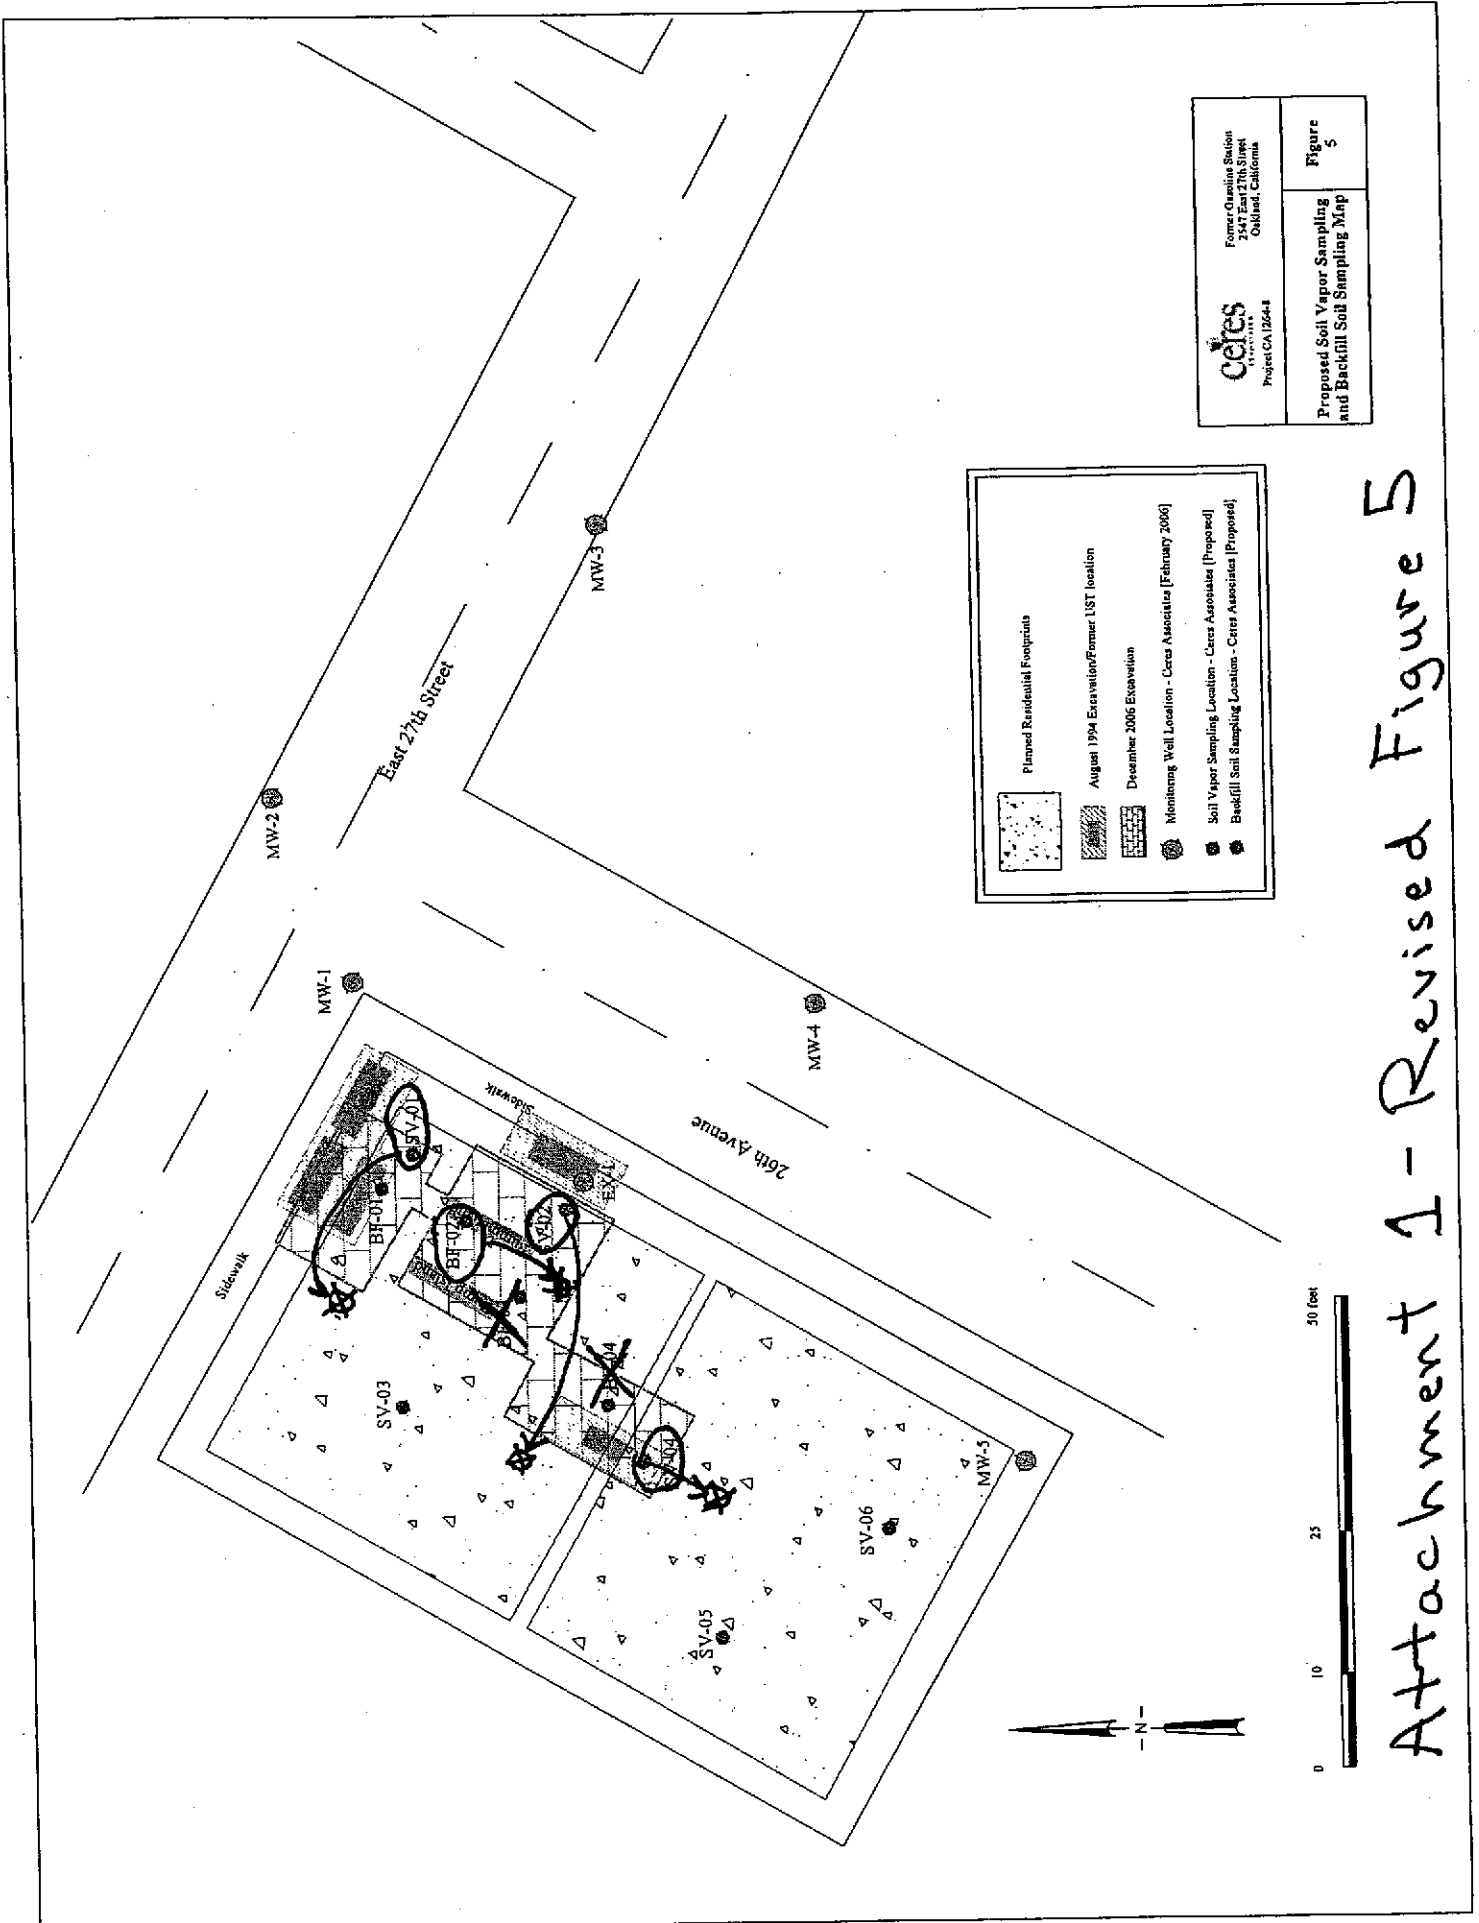 MW-2
East 27th Street
MW-1
MW-3
Sidewalk
SV-01
BF-01
Sidewalk
BF-02
EX-1
26th Avenue
MW-4
SV-03
SV-05
SV-06
MW-5
-N-
0
10
25
50 feet
Planned Residential Footprints
August 1994 Excavation/Former UST location
December 2006 Excavation
Monitoring Well Location - Ceres Associates [February 2006]
Soil Vapor Sampling Location - Ceres Associates [Proposed]
Backfill Soil Sampling Location - Ceres Associates [Proposed]
ceres
Project CA1264-8
Former Gasoline Station
2547 East 27th Street
Oakland, California
Proposed Soil Vapor Sampling
and Backfill Soil Sampling Map
Figure
5
Attachment 1 - Revised Figure 5